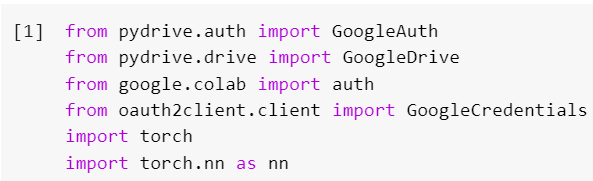 [1] from pydrive.auth import GoogleAuth
from pydrive.drive import GoogleDrive
from google.colab import auth
from oauth2client.client import GoogleCredentials
import torch
import torch.nn as nn